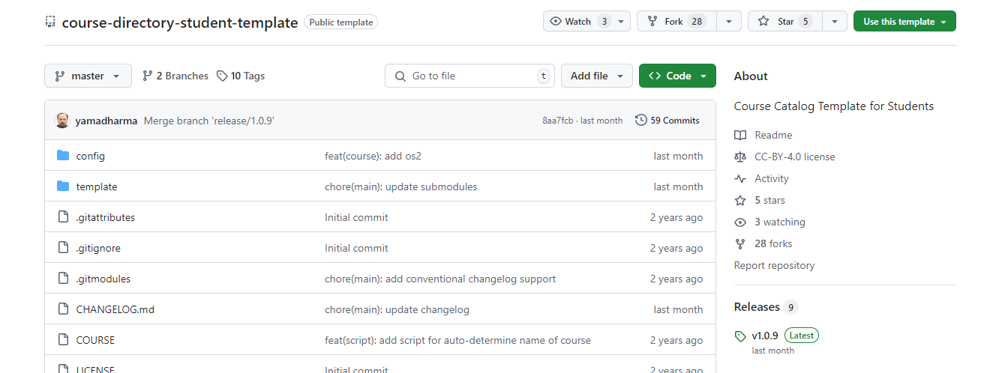 course-directory-student-template Public template Watch 3 Fork 28 Star 5 Use this template
master 2 Branches 10 Tags Go to file t Add file Code
yamadharma Merge branch 'release/1.0.9' 8aa7fcb · last month 59 Commits
config feat(course): add os2 last month
template chore(main): update submodules last month
.gitattributes Initial commit 2 years ago
.gitignore Initial commit 2 years ago
.gitmodules chore(main): add conventional changelog support 2 years ago
CHANGELOG.md chore(main): update changelog last month
COURSE feat(script): add script for auto-determine name of course 2 years ago
LICENSE Initial commit 2 years ago
About
Course Catalog Template for Students
Readme
CC-BY-4.0 license
Activity
5 stars
3 watching
28 forks
Report repository
Releases 9
v1.0.9 Latest
last month